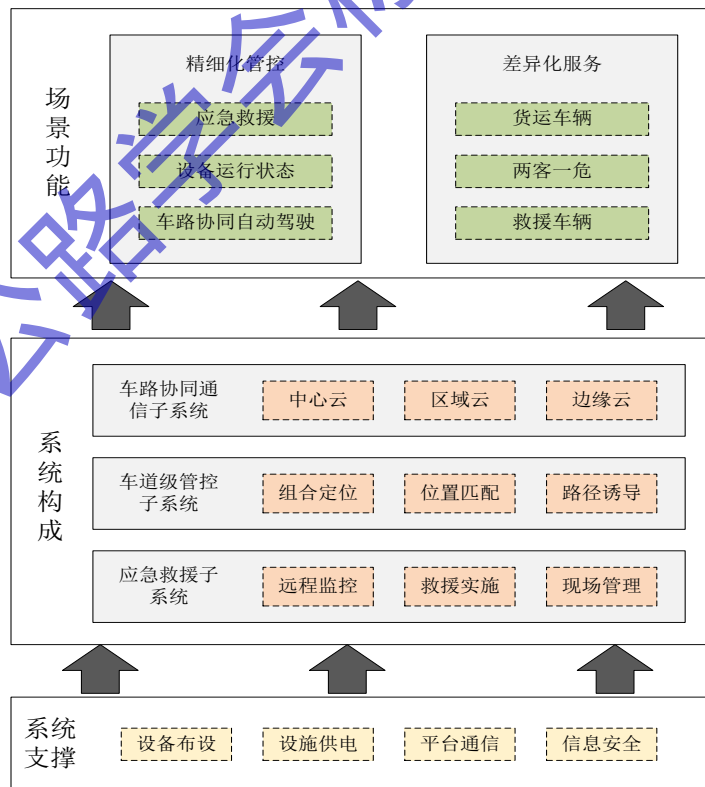 场景功能
精细化管控
应急救援
设备运行状态
车路协同自动驾驶
差异化服务
货运车辆
两客一危
救援车辆
系统构成
车路协同通
信子系统
中心云
区域云
边缘云
车道级管控
子系统
组合定位
位置匹配
路径诱导
应急救援子
系统
远程监控
救援实施
现场管理
系统
支撑
设备布设
设施供电
平台通信
信息安全
公路学会